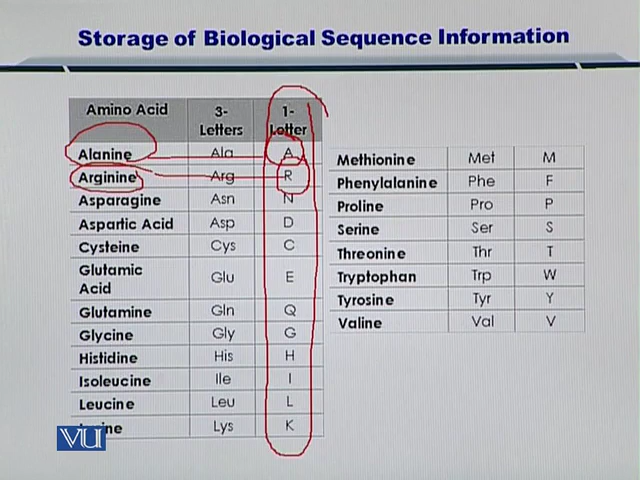 Storage of Biological Sequence Information
Amino Acid 3-Letters 1-Letter
Alanine Ala A
Arginine Arg R
Asparagine Asn N
Aspartic Acid Asp D
Cysteine Cys C
Glutamic Acid Glu E
Glutamine Gln Q
Glycine Gly G
Histidine His H
Isoleucine Ile I
Leucine Leu L
Lysine Lys K
Methionine Met M
Phenylalanine Phe F
Proline Pro P
Serine Ser S
Threonine Thr T
Tryptophan Trp W
Tyrosine Tyr Y
Valine Val V
VU